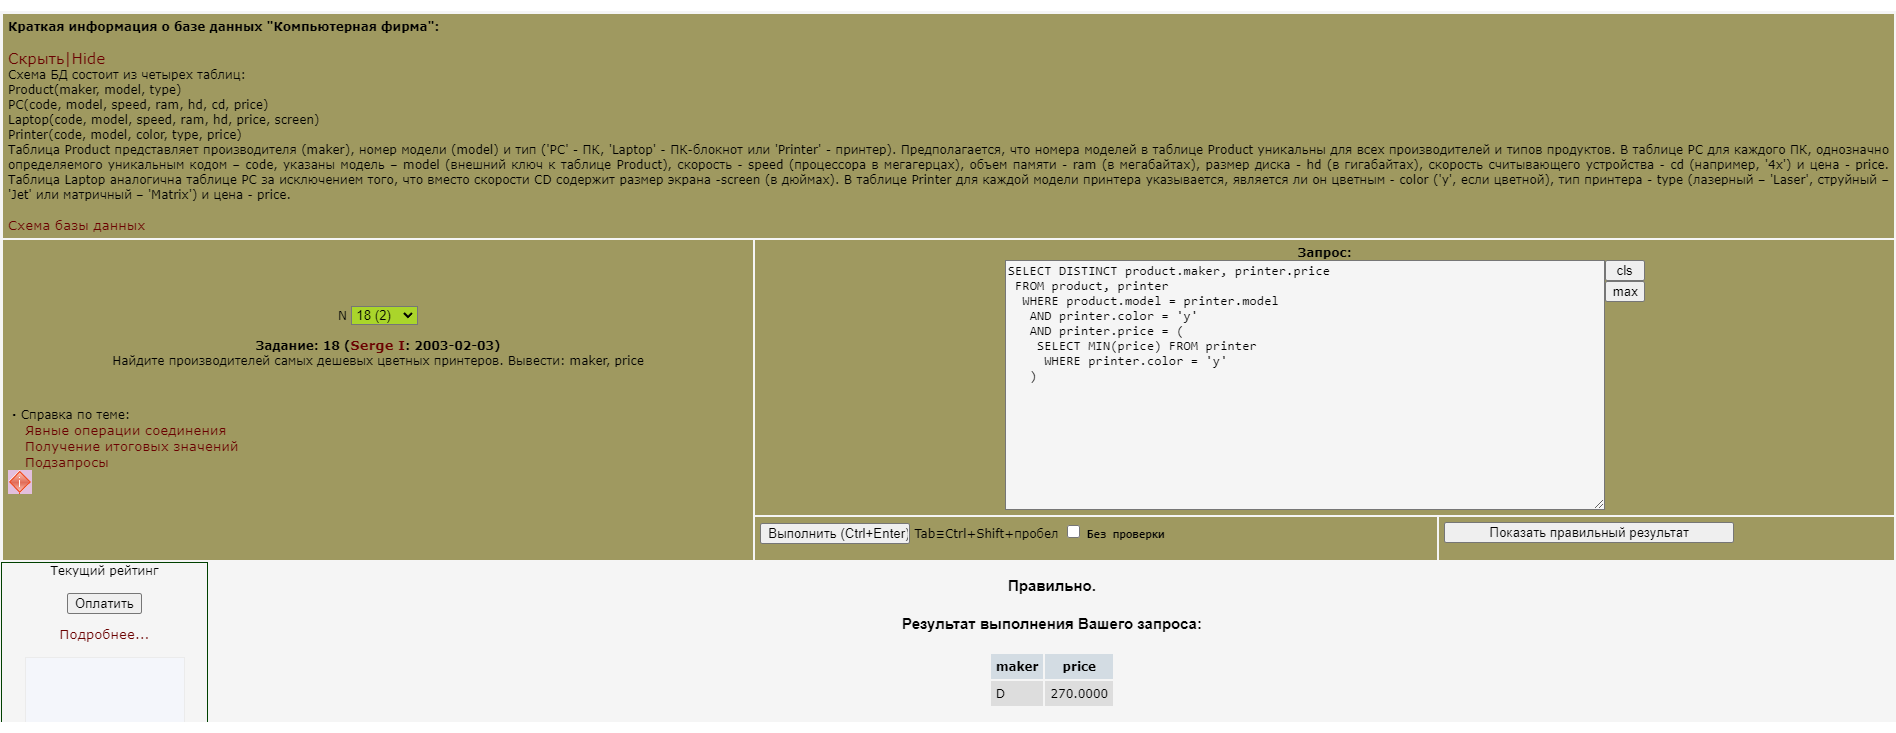 Краткая информация о базе данных "Компьютерная фирма":
Скрыть|Hide
Схема БД состоит из четырех таблиц:
Product(maker, model, type)
PC(code, model, speed, ram, hd, cd, price)
Laptop(code, model, speed, ram, hd, price, screen)
Printer(code, model, color, type, price)
Таблица Product представляет производителя (maker), номер модели (model) и тип ('PC' - ПК, 'Laptop' - ПК-блокнот или 'Printer' - принтер). Предполагается, что номера моделей в таблице Product уникальны для всех производителей и типов продуктов. В таблице PC для каждого ПК, однозначно
определяемого уникальным кодом – code, указаны модель – model (внешний ключ к таблице Product), скорость - speed (процессора в мегагерцах), объем памяти - ram (в мегабайтах), размер диска - hd (в гигабайтах), скорость считывающего устройства - cd (например, '4x') и цена - price.
Таблица Laptop аналогична таблице РС за исключением того, что вместо скорости CD содержит размер экрана -screen (в дюймах). В таблице Printer для каждой модели принтера указывается, является ли он цветным - color ('y', если цветной), тип принтера - type (лазерный – 'Laser', струйный –
'Jet' или матричный – 'Matrix') и цена - price.
Схема базы данных
N 18 (2)
Задание: 18 (Serge I: 2003-02-03)
Найдите производителей самых дешевых цветных принтеров. Вывести: maker, price
· Справка по теме:
Явные операции соединения
Получение итоговых значений
Подзапросы
i
Запрос:
SELECT DISTINCT product.maker, printer.price
FROM product, printer
WHERE product.model = printer.model
AND printer.color = 'y'
AND printer.price = (
SELECT MIN(price) FROM printer
WHERE printer.color = 'y'
)
cls
max
Выполнить (Ctrl+Enter) Tab≡Ctrl+Shift+пробел Без проверки
Показать правильный результат
Текущий рейтинг
Оплатить
Подробнее...
Правильно.
Результат выполнения Вашего запроса:
maker price
D 270.0000